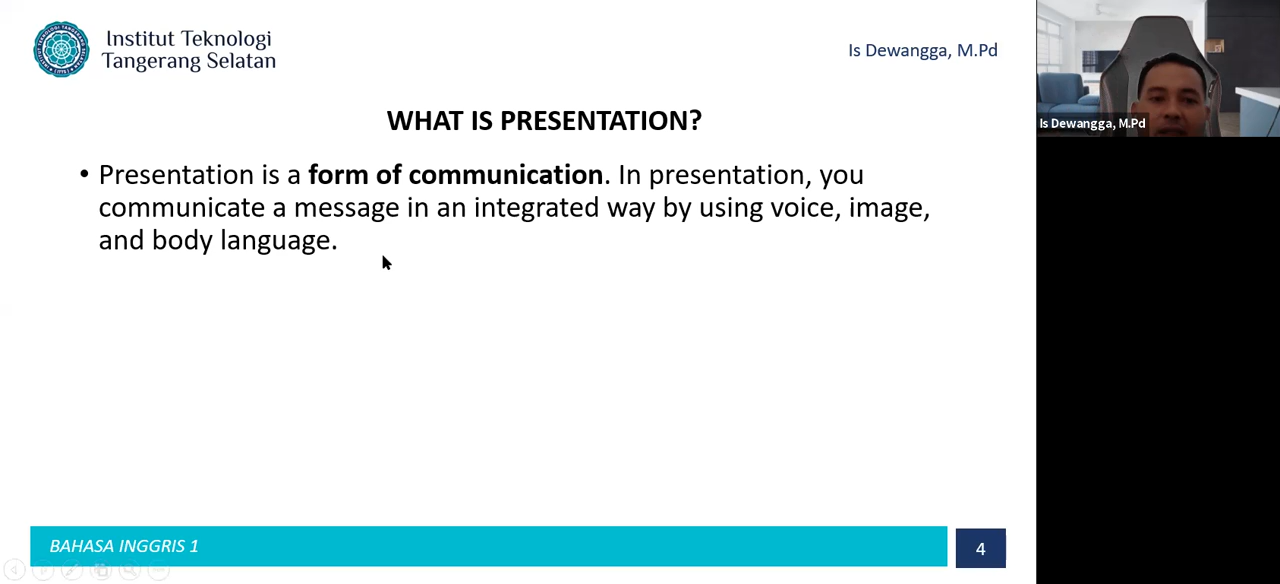 Institut Teknologi
Tangerang Selatan
Is Dewangga, M.Pd
WHAT IS PRESENTATION?
• Presentation is a form of communication. In presentation, you
communicate a message in an integrated way by using voice, image,
and body language.
BAHASA INGGRIS 1
4
Is Dewangga, M.Pd